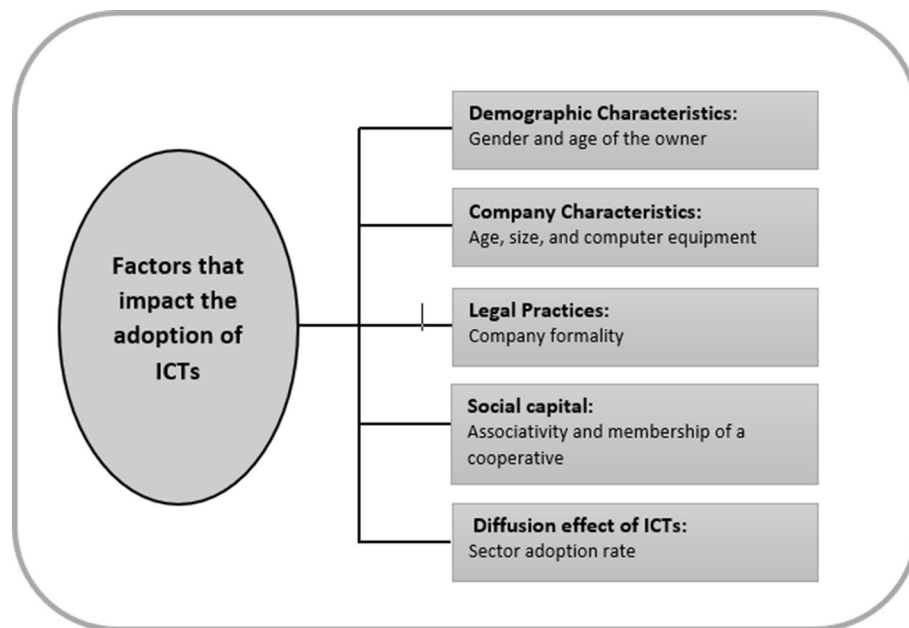 Factors that
impact the
adoption of
ICTs
Demographic Characteristics:
Gender and age of the owner
Company Characteristics:
Age, size, and computer equipment
Legal Practices:
Company formality
Social capital:
Associativity and membership of a
cooperative
Diffusion effect of ICTs:
Sector adoption rate